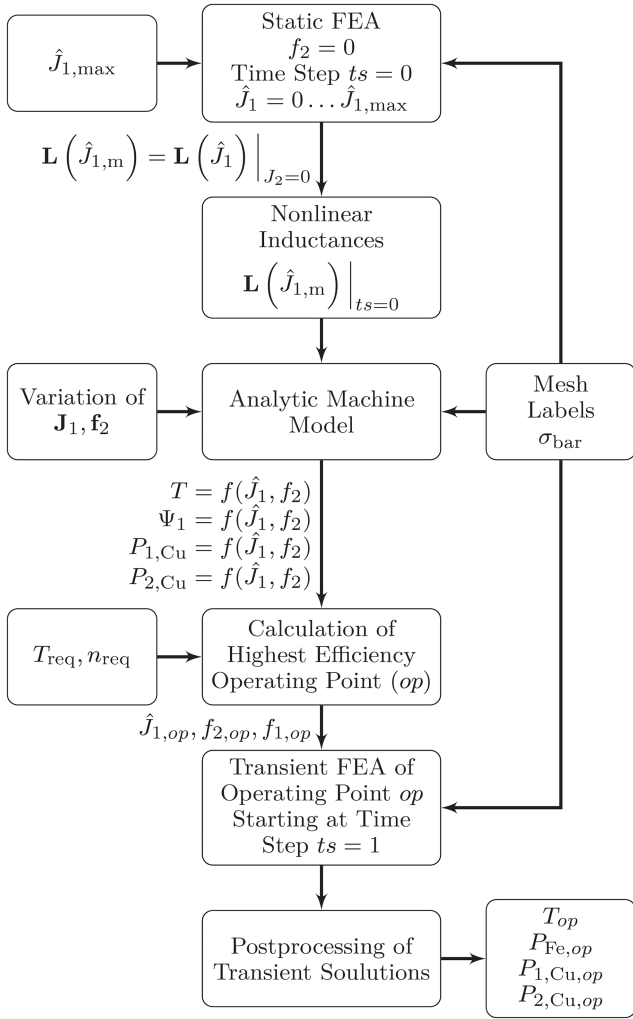 Ĵ₁,max
Static FEA
f₂ = 0
Time Step ts = 0
Ĵ₁ = 0 … Ĵ₁,max
L (Ĵ₁,m) = L (Ĵ₁) |J₂=0
Nonlinear
Inductances
L (Ĵ₁,m) |ts=0
Variation of
J₁, f₂
Analytic Machine
Model
Mesh
Labels
σbar
T = f(Ĵ₁, f₂)
Ψ₁ = f(Ĵ₁, f₂)
P₁,Cu = f(Ĵ₁, f₂)
P₂,Cu = f(Ĵ₁, f₂)
Treq, nreq
Calculation of
Highest Efficiency
Operating Point (op)
Ĵ₁,op, f₂,op, f₁,op
Transient FEA of
Operating Point op
Starting at Time
Step ts = 1
Postprocessing of
Transient Soulutions
Top
PFe,op
P₁,Cu,op
P₂,Cu,op